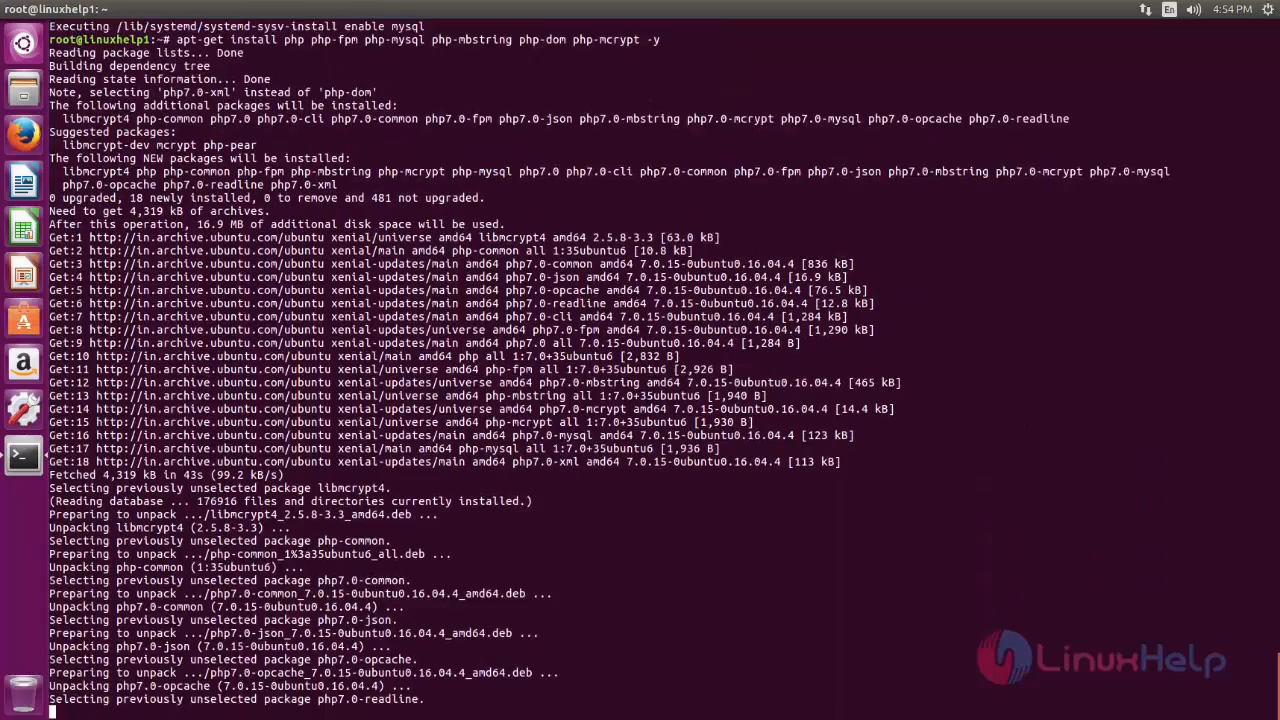 root@linuxhelp1: ~
En
4:54 PM
Executing /lib/systemd/systemd-sysv-install enable mysql
root@linuxhelp1:~# apt-get install php php-fpm php-mysql php-mbstring php-dom php-mcrypt -y
Reading package lists... Done
Building dependency tree
Reading state information... Done
Note, selecting 'php7.0-xml' instead of 'php-dom'
The following additional packages will be installed:
libmcrypt4 php-common php7.0 php7.0-cli php7.0-common php7.0-fpm php7.0-json php7.0-mbstring php7.0-mcrypt php7.0-mysql php7.0-opcache php7.0-readline
Suggested packages:
libmcrypt-dev mcrypt php-pear
The following NEW packages will be installed:
libmcrypt4 php php-common php-fpm php-mbstring php-mcrypt php-mysql php7.0 php7.0-cli php7.0-common php7.0-fpm php7.0-json php7.0-mbstring php7.0-mcrypt php7.0-mysql
php7.0-opcache php7.0-readline php7.0-xml
0 upgraded, 18 newly installed, 0 to remove and 481 not upgraded.
Need to get 4,319 kB of archives.
After this operation, 16.9 MB of additional disk space will be used.
Get:1 http://in.archive.ubuntu.com/ubuntu xenial/universe amd64 libmcrypt4 amd64 2.5.8-3.3 [63.0 kB]
Get:2 http://in.archive.ubuntu.com/ubuntu xenial/main amd64 php-common all 1:35ubuntu6 [10.8 kB]
Get:3 http://in.archive.ubuntu.com/ubuntu xenial-updates/main amd64 php7.0-common amd64 7.0.15-0ubuntu0.16.04.4 [836 kB]
Get:4 http://in.archive.ubuntu.com/ubuntu xenial-updates/main amd64 php7.0-json amd64 7.0.15-0ubuntu0.16.04.4 [16.9 kB]
Get:5 http://in.archive.ubuntu.com/ubuntu xenial-updates/main amd64 php7.0-opcache amd64 7.0.15-0ubuntu0.16.04.4 [76.5 kB]
Get:6 http://in.archive.ubuntu.com/ubuntu xenial-updates/main amd64 php7.0-readline amd64 7.0.15-0ubuntu0.16.04.4 [12.8 kB]
Get:7 http://in.archive.ubuntu.com/ubuntu xenial-updates/main amd64 php7.0-cli amd64 7.0.15-0ubuntu0.16.04.4 [1,284 kB]
Get:8 http://in.archive.ubuntu.com/ubuntu xenial-updates/universe amd64 php7.0-fpm amd64 7.0.15-0ubuntu0.16.04.4 [1,290 kB]
Get:9 http://in.archive.ubuntu.com/ubuntu xenial-updates/main amd64 php7.0 all 7.0.15-0ubuntu0.16.04.4 [1,284 B]
Get:10 http://in.archive.ubuntu.com/ubuntu xenial/main amd64 php all 1:7.0+35ubuntu6 [2,832 B]
Get:11 http://in.archive.ubuntu.com/ubuntu xenial/universe amd64 php-fpm all 1:7.0+35ubuntu6 [2,926 B]
Get:12 http://in.archive.ubuntu.com/ubuntu xenial-updates/universe amd64 php7.0-mbstring amd64 7.0.15-0ubuntu0.16.04.4 [465 kB]
Get:13 http://in.archive.ubuntu.com/ubuntu xenial/universe amd64 php-mbstring all 1:7.0+35ubuntu6 [1,940 B]
Get:14 http://in.archive.ubuntu.com/ubuntu xenial-updates/universe amd64 php7.0-mcrypt amd64 7.0.15-0ubuntu0.16.04.4 [14.4 kB]
Get:15 http://in.archive.ubuntu.com/ubuntu xenial/universe amd64 php-mcrypt all 1:7.0+35ubuntu6 [1,930 B]
Get:16 http://in.archive.ubuntu.com/ubuntu xenial-updates/main amd64 php7.0-mysql amd64 7.0.15-0ubuntu0.16.04.4 [123 kB]
Get:17 http://in.archive.ubuntu.com/ubuntu xenial/main amd64 php-mysql all 1:7.0+35ubuntu6 [1,936 B]
Get:18 http://in.archive.ubuntu.com/ubuntu xenial-updates/main amd64 php7.0-xml amd64 7.0.15-0ubuntu0.16.04.4 [113 kB]
Fetched 4,319 kB in 43s (99.2 kB/s)
Selecting previously unselected package libmcrypt4.
(Reading database ... 176916 files and directories currently installed.)
Preparing to unpack .../libmcrypt4_2.5.8-3.3_amd64.deb ...
Unpacking libmcrypt4 (2.5.8-3.3) ...
Selecting previously unselected package php-common.
Preparing to unpack .../php-common_1%3a35ubuntu6_all.deb ...
Unpacking php-common (1:35ubuntu6) ...
Selecting previously unselected package php7.0-common.
Preparing to unpack .../php7.0-common_7.0.15-0ubuntu0.16.04.4_amd64.deb ...
Unpacking php7.0-common (7.0.15-0ubuntu0.16.04.4) ...
Selecting previously unselected package php7.0-json.
Preparing to unpack .../php7.0-json_7.0.15-0ubuntu0.16.04.4_amd64.deb ...
Unpacking php7.0-json (7.0.15-0ubuntu0.16.04.4) ...
Selecting previously unselected package php7.0-opcache.
Preparing to unpack .../php7.0-opcache_7.0.15-0ubuntu0.16.04.4_amd64.deb ...
Unpacking php7.0-opcache (7.0.15-0ubuntu0.16.04.4) ...
Selecting previously unselected package php7.0-readline.
LinuxHelp